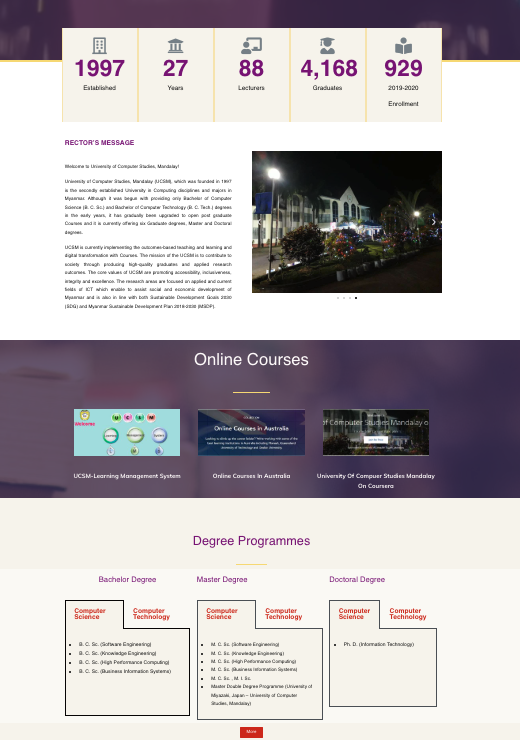 1997 27 88 4,168 929
Established Years Lecturers Graduates 2019-2020
Enrollment
RECTOR'S MESSAGE
Welcome to University of Computer Studies, Mandalay!
University of Computer Studies, Mandalay (UCSM), which was founded in 1997
is the secondly established University in Computing disciplines and majors in
Myanmar. Although it was begun with providing only Bachelor of Computer
Science (B. C. Sc.) and Bachelor of Computer Technology (B. C. Tech.) degrees
in the early years, it has gradually been upgraded to open post graduate
Courses and it is currently offering six Graduate degrees, Master and Doctoral
degrees.
UCSM is currently implementing the outcomes-based teaching and learning and
digital transformation with Courses. The mission of the UCSM is to contribute to
society through producing high-quality graduates and applied research
outcomes. The core values of UCSM are promoting accessibility, inclusiveness,
integrity and excellence. The research areas are focused on applied and current
fields of ICT which enable to assist social and economic development of
Myanmar and is also in line with both Sustainable Development Goals 2030
(SDG) and Myanmar Sustainable Development Plan 2018-2030 (MSDP).
Online Courses
U C S M
Welcome
Learning Management System
UCSM-Learning Management System
Online Courses in Australia
Online Courses In Australia
of Computer Studies Mandalay o
University Of Compuer Studies Mandalay
On Coursera
Degree Programmes
Bachelor Degree
Computer Science
Computer Technology
B. C. Sc. (Software Engineering)
B. C. Sc. (Knowledge Engineering)
B. C. Sc. (High Performance Computing)
B. C. Sc. (Business Information Systems)
Master Degree
Computer Science
Computer Technology
M. C. Sc. (Software Engineering)
M. C. Sc. (Knowledge Engineering)
M. C. Sc. (High Performance Computing)
M. C. Sc. (Business Information Systems)
M. C. Sc. , M. I. Sc.
Master Double Degree Programme (University of
Miyazaki, Japan – University of Computer
Studies, Mandalay)
Doctoral Degree
Computer Science
Computer Technology
Ph. D. (Information Technology)
More